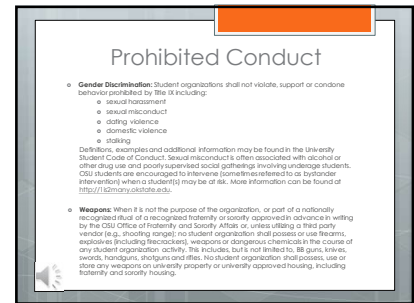 Prohibited Conduct
o Gender Discrimination: Student organizations shall not violate, support or condone
behavior prohibited by Title IX including:
o sexual harassment
o sexual misconduct
o dating violence
o domestic violence
o stalking
Definitions, examples and additional information may be found in the University
Student Code of Conduct. Sexual misconduct is often associated with alcohol or
other drug use and poorly supervised social gatherings involving underage students.
OSU students are encouraged to intervene (sometimes referred to as bystander
intervention) when a student(s) may be at risk. More information can be found at
http://1is2many.okstate.edu.
o Weapons: When it is not the purpose of the organization, or part of a nationally
recognized ritual of a recognized fraternity or sorority approved in advance in writing
by the OSU Office of Fraternity and Sorority Affairs or, unless utilizing a third party
vendor (e.g., shooting range); no student organization shall possess or use firearms,
explosives (including firecrackers), weapons or dangerous chemicals in the course of
any student organization activity. This includes, but is not limited to, BB guns, knives,
swords, handguns, shotguns and rifles. No student organization shall possess, use or
store any weapons on university property or university approved housing, including
fraternity and sorority housing.